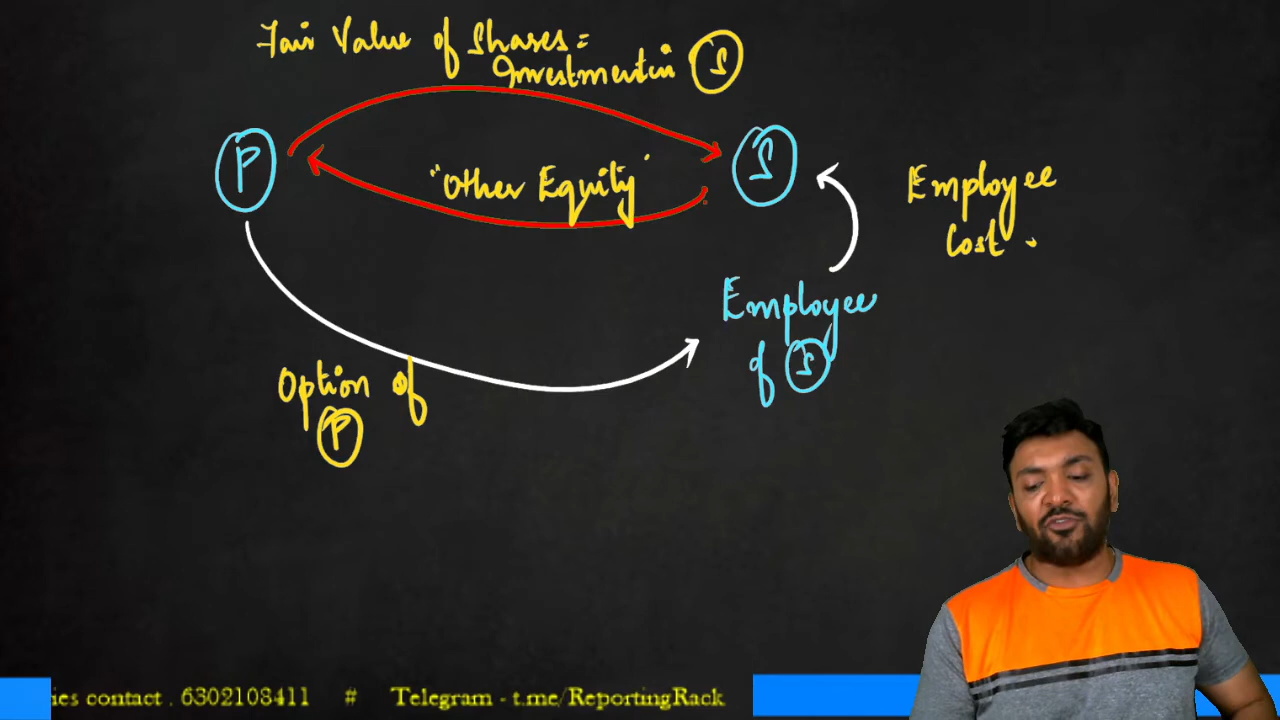 Fair Value of Shares =
Investment in S
P
S
"Other Equity"
Employee
Cost.
Employee
of S
Option of
P
ies contact . 6302108411 # Telegram - t.me/ReportingRack